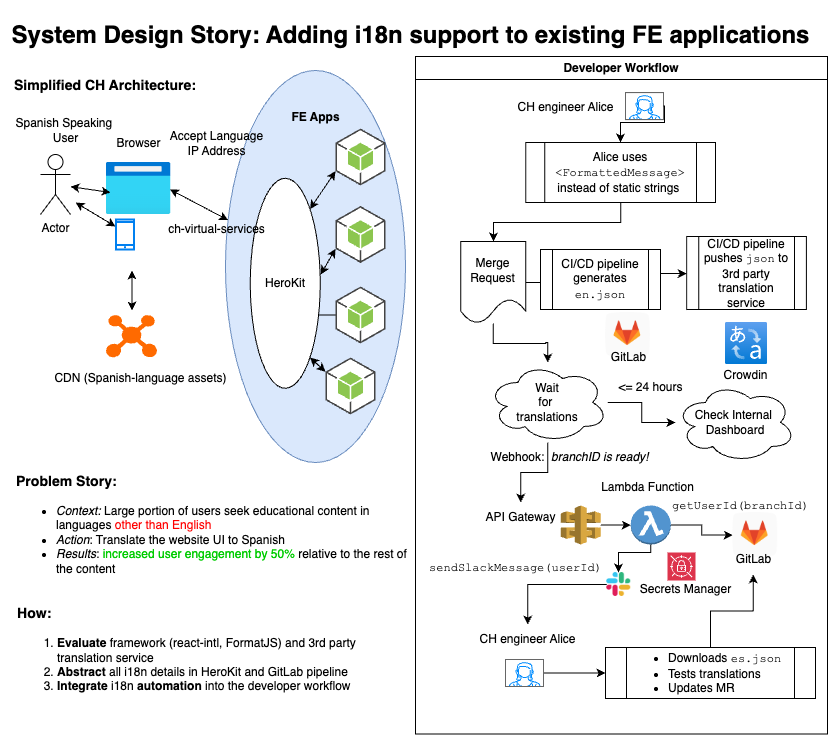 System Design Story: Adding i18n support to existing FE applications
Simplified CH Architecture:
Spanish Speaking
User
Browser
Accept Language
IP Address
FE Apps
Actor
ch-virtual-services
HeroKit
CDN (Spanish-language assets)
Problem Story:
• Context: Large portion of users seek educational content in
languages other than English
• Action: Translate the website UI to Spanish
• Results: increased user engagement by 50% relative to the rest of
the content
How:
1. Evaluate framework (react-intl, FormatJS) and 3rd party
translation service
2. Abstract all i18n details in HeroKit and GitLab pipeline
3. Integrate i18n automation into the developer workflow
Developer Workflow
CH engineer Alice
Alice uses
<FormattedMessage>
instead of static strings
Merge
Request
CI/CD pipeline
generates
en.json
CI/CD pipeline
pushes json to
3rd party
translation
service
GitLab
あ
a
Crowdin
Wait
for
translations
<= 24 hours
Check Internal
Dashboard
Webhook: branchID is ready!
API Gateway
Lambda Function
λ
getUserId(branchId)
GitLab
sendSlackMessage(userId)
Secrets Manager
CH engineer Alice
• Downloads es.json
• Tests translations
• Updates MR